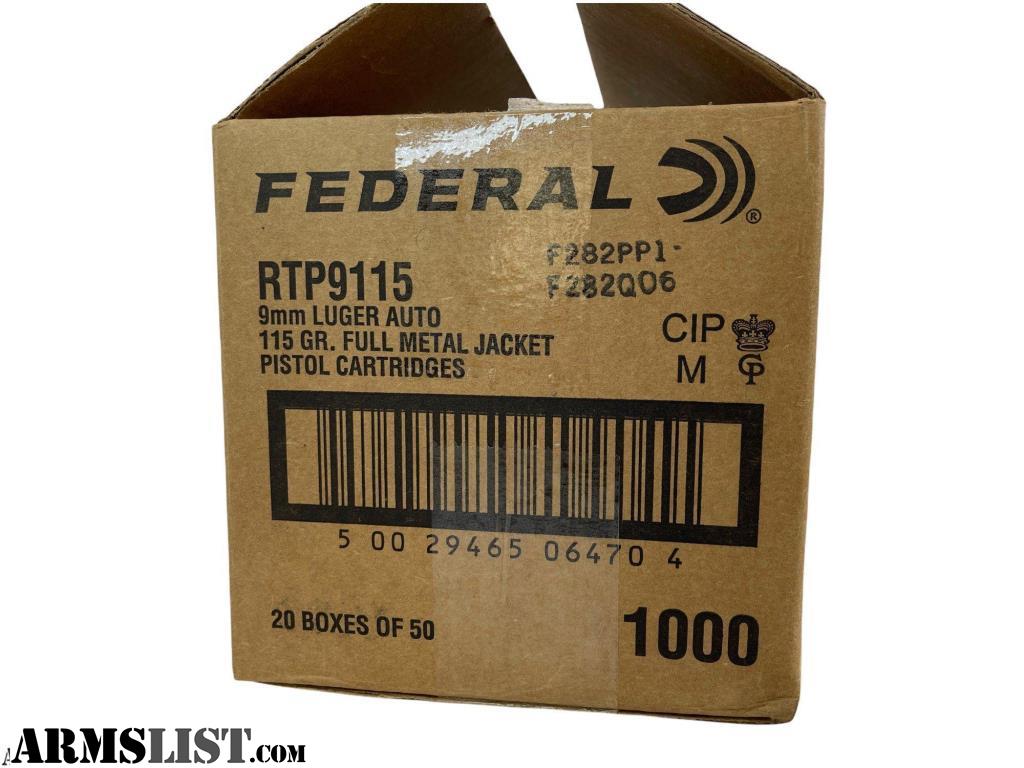 FEDERAL ®
F282PP1-
F282Q06
RTP9115
9mm LUGER AUTO
115 GR. FULL METAL JACKET
PISTOL CARTRIDGES
CIP
M GP
5 00 29465 06470 4
20 BOXES OF 50
1000
ARMSLIST.COM